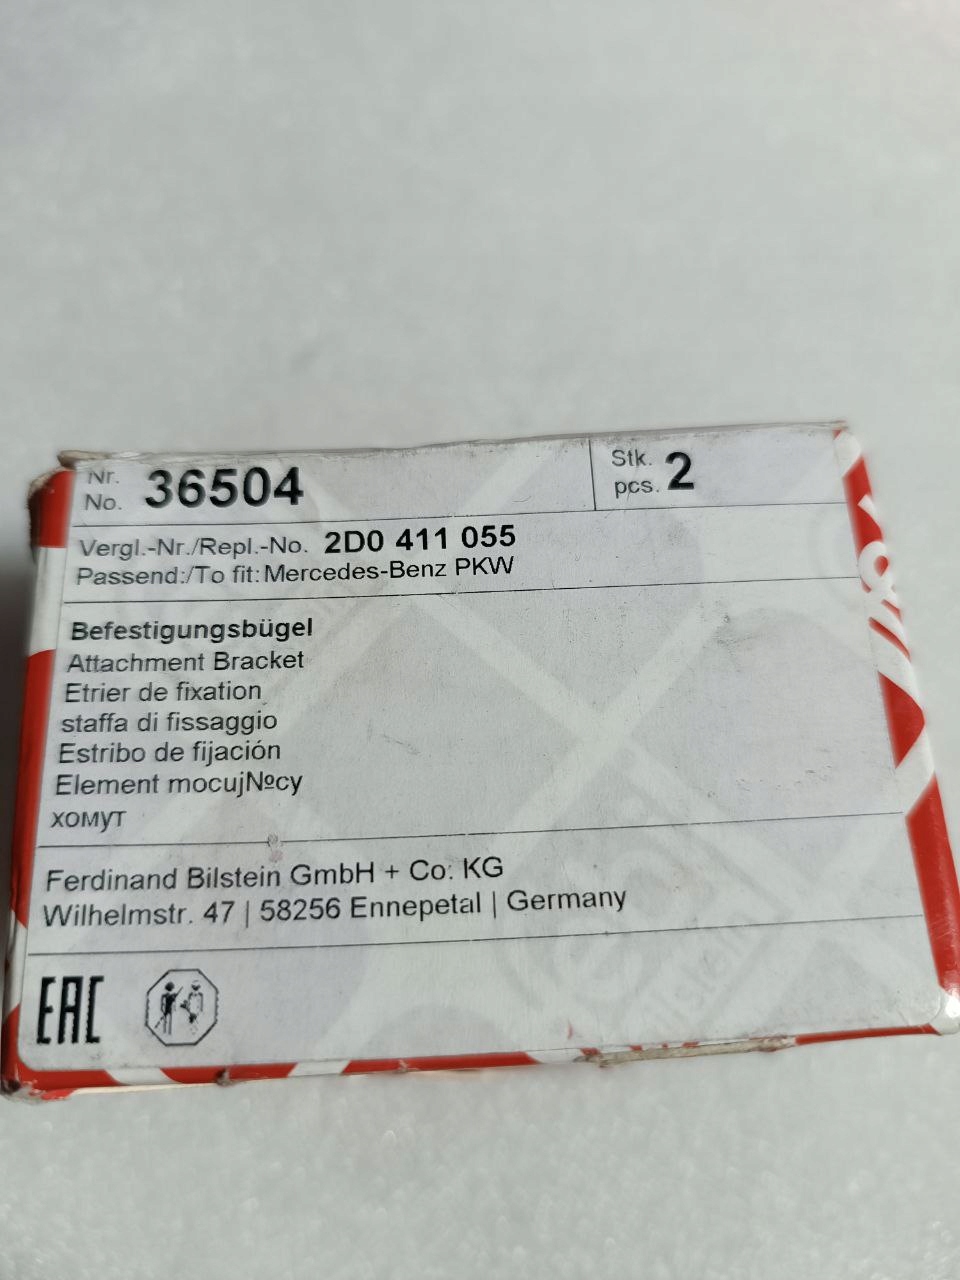 Nr.
No. 36504
Stk.
pcs. 2
Vergl.-Nr./Repl.-No. 2D0 411 055
Passend:/To fit: Mercedes-Benz PKW
Befestigungsbügel
Attachment Bracket
Etrier de fixation
staffa di fissaggio
Estribo de fijación
Element mocuj№cy
хомут
Ferdinand Bilstein GmbH + Co. KG
Wilhelmstr. 47 | 58256 Ennepetal | Germany
EAC